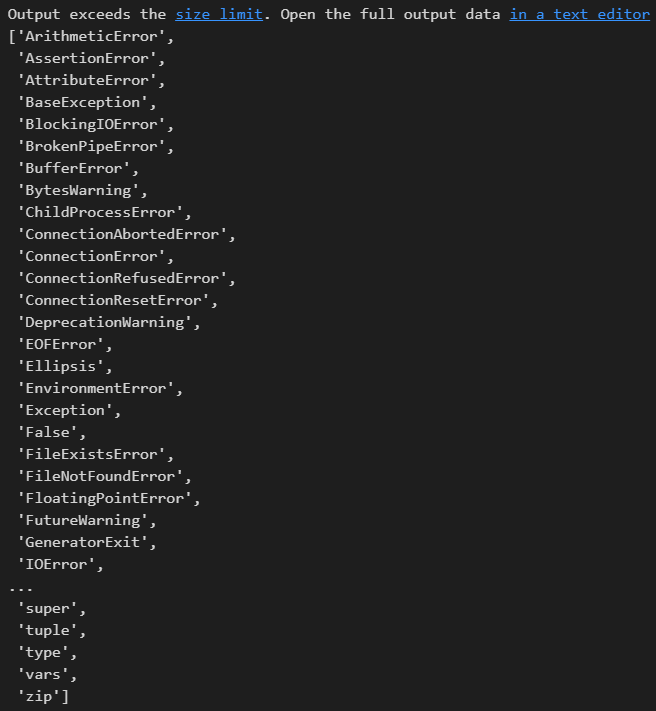 Output exceeds the size limit. Open the full output data in a text editor
['ArithmeticError',
 'AssertionError',
 'AttributeError',
 'BaseException',
 'BlockingIOError',
 'BrokenPipeError',
 'BufferError',
 'BytesWarning',
 'ChildProcessError',
 'ConnectionAbortedError',
 'ConnectionError',
 'ConnectionRefusedError',
 'ConnectionResetError',
 'DeprecationWarning',
 'EOFError',
 'Ellipsis',
 'EnvironmentError',
 'Exception',
 'False',
 'FileExistsError',
 'FileNotFoundError',
 'FloatingPointError',
 'FutureWarning',
 'GeneratorExit',
 'IOError',
...
 'super',
 'tuple',
 'type',
 'vars',
 'zip']